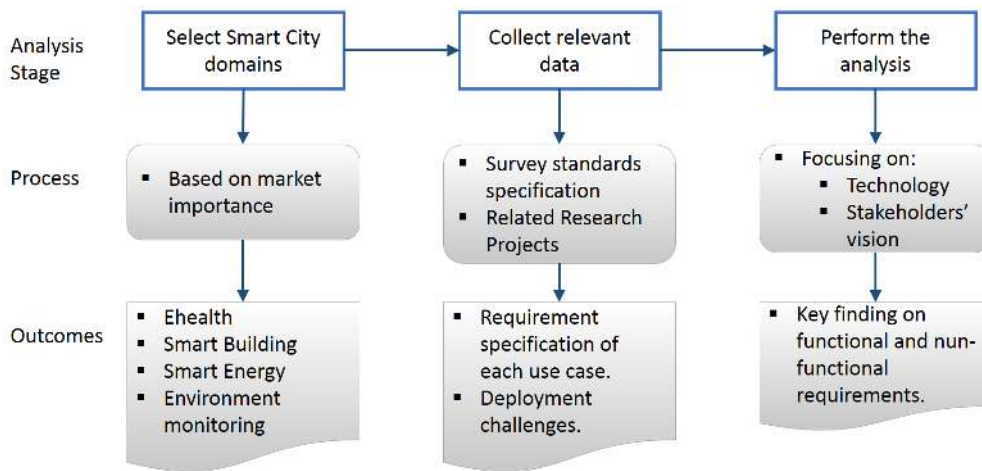 Analysis
Stage
Select Smart City
domains
Collect relevant
data
Perform the
analysis
Process
▪ Based on market
importance
▪ Survey standards
specification
▪ Related Research
Projects
▪ Focusing on:
▪ Technology
▪ Stakeholders’
vision
Outcomes
▪ Ehealth
▪ Smart Building
▪ Smart Energy
▪ Environment
monitoring
▪ Requirement
specification of
each use case.
▪ Deployment
challenges.
▪ Key finding on
functional and nun-
functional
requirements.